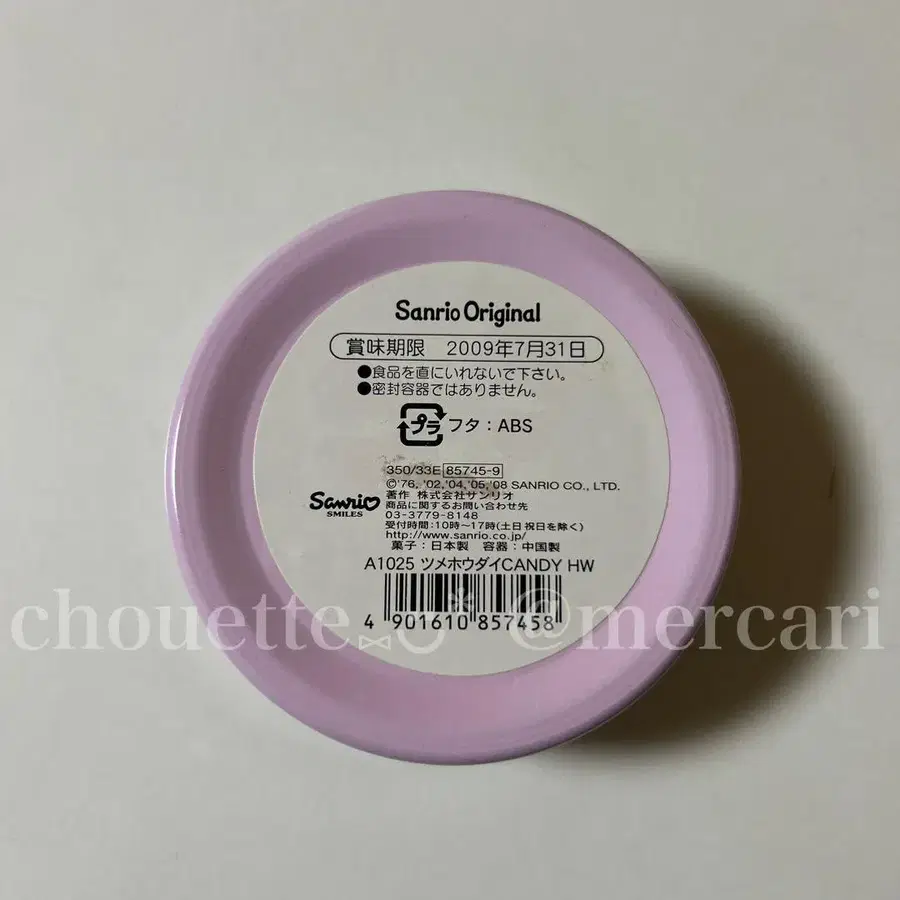 Sanrio Original
賞味期限 2009年7月31日
●食品を直にいれないで下さい。
●密封容器ではありません。
プラ フタ:ABS
350/33E 85745-9
©'76, '02,'04,'05,'08 SANRIO CO., LTD.
著作 株式会社サンリオ
Sanrio SMILES
商品に関するお問い合わせ先
03-3779-8148
受付時間:10時~17時(土日祝日を除く)
http://www.sanrio.co.jp/
菓子:日本製 容器:中国製
A1025 ツメホウダイCANDY HW
4 901610 857458
chouette @mercari